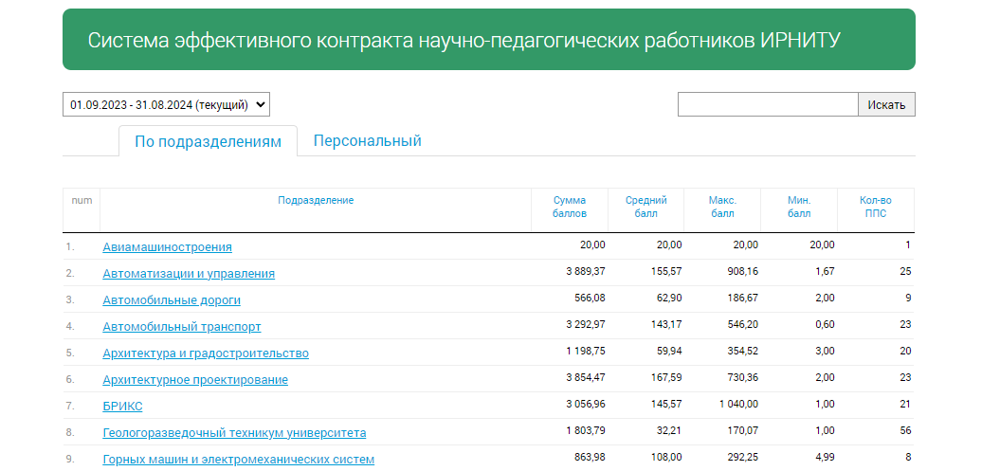 Система эффективного контракта научно-педагогических работников ИРНИТУ
01.09.2023 - 31.08.2024 (текущий) Искать
По подразделениям Персональный
num Подразделение Сумма баллов Средний балл Макс. балл Мин. балл Кол-во ППС
1. Авиамашиностроения 20,00 20,00 20,00 20,00 1
2. Автоматизации и управления 3 889,37 155,57 908,16 1,67 25
3. Автомобильные дороги 566,08 62,90 186,67 2,00 9
4. Автомобильный транспорт 3 292,97 143,17 546,20 0,60 23
5. Архитектура и градостроительство 1 198,75 59,94 354,52 3,00 20
6. Архитектурное проектирование 3 854,47 167,59 730,36 2,00 23
7. БРИКС 3 056,96 145,57 1 040,00 1,00 21
8. Геологоразведочный техникум университета 1 803,79 32,21 170,07 1,00 56
9. Горных машин и электромеханических систем 863,98 108,00 292,25 4,99 8